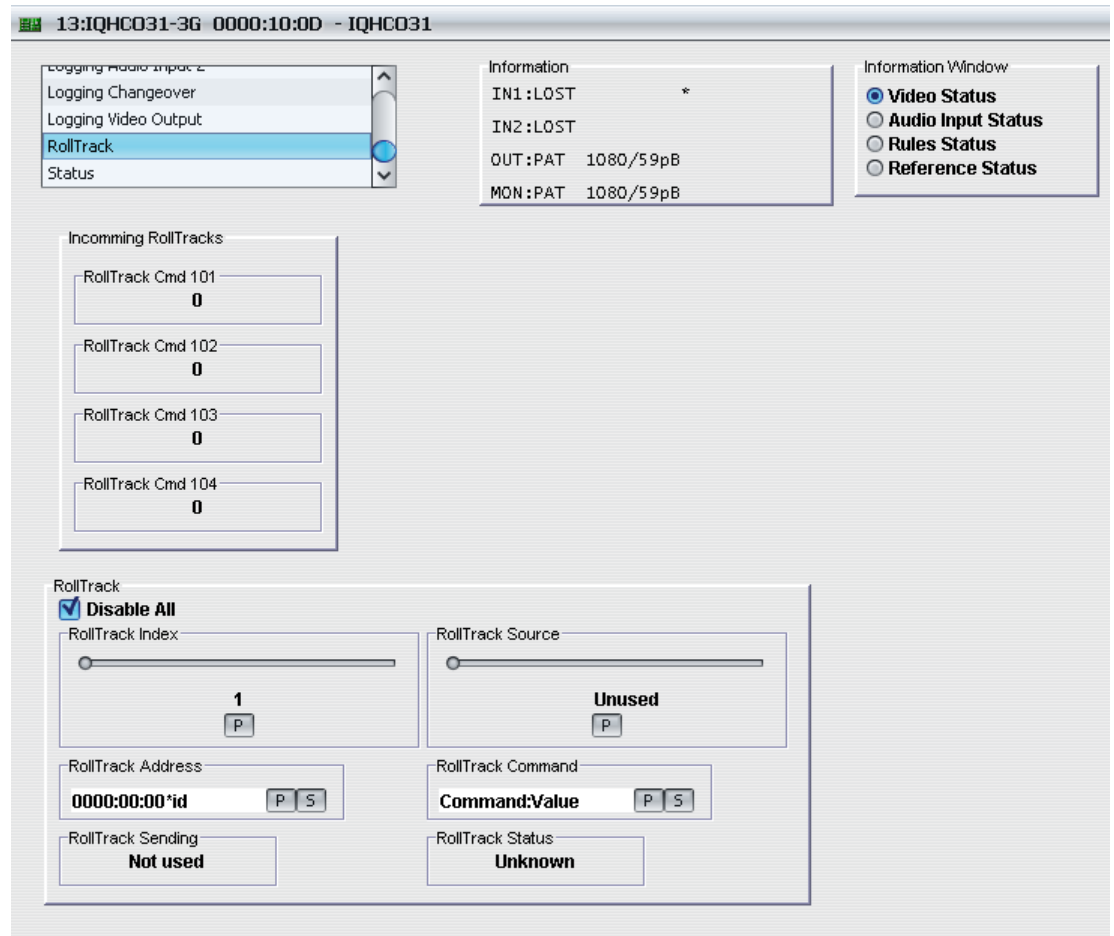 13:IQHCO31-3G 0000:10:0D - IQHCO31
Logging Audio Input 2
Logging Changeover
Logging Video Output
RollTrack
Status
Information
IN1:LOST *
IN2:LOST
OUT:PAT 1080/59pB
MON:PAT 1080/59pB
Information Window
Video Status
Audio Input Status
Rules Status
Reference Status
Incomming RollTracks
RollTrack Cmd 101
0
RollTrack Cmd 102
0
RollTrack Cmd 103
0
RollTrack Cmd 104
0
RollTrack
Disable All
RollTrack Index
1
P
RollTrack Source
Unused
P
RollTrack Address
0000:00:00*id P S
RollTrack Command
Command:Value P S
RollTrack Sending
Not used
RollTrack Status
Unknown